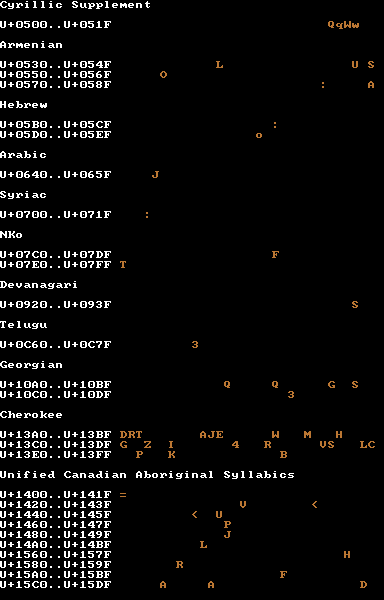 Cyrillic Supplement
U+0500..U+051F                           QqWw
Armenian
U+0530..U+054F             L                U S
U+0550..U+056F      O
U+0570..U+058F                          :     A
Hebrew
U+05B0..U+05CF                    :
U+05D0..U+05EF                  o
Arabic
U+0640..U+065F     J
Syriac
U+0700..U+071F    :
NKo
U+07C0..U+07DF                    F
U+07E0..U+07FF T
Devanagari
U+0920..U+093F                              S
Telugu
U+0C60..U+0C7F          3
Georgian
U+10A0..U+10BF              Q     Q      G  S
U+10C0..U+10DF                      3
Cherokee
U+13A0..U+13BF DRT       AJE      W   M   H
U+13C0..U+13DF G  Z  I       4   R      VS   LC
U+13E0..U+13FF   P   K             B
Unified Canadian Aboriginal Syllabics
U+1400..U+141F =
U+1420..U+143F                V        <
U+1440..U+145F          <  U
U+1460..U+147F              P
U+1480..U+149F              J
U+14A0..U+14BF           L
U+1560..U+157F                             H
U+1580..U+159F        R
U+15A0..U+15BF                     F
U+15C0..U+15DF      A     A                  D